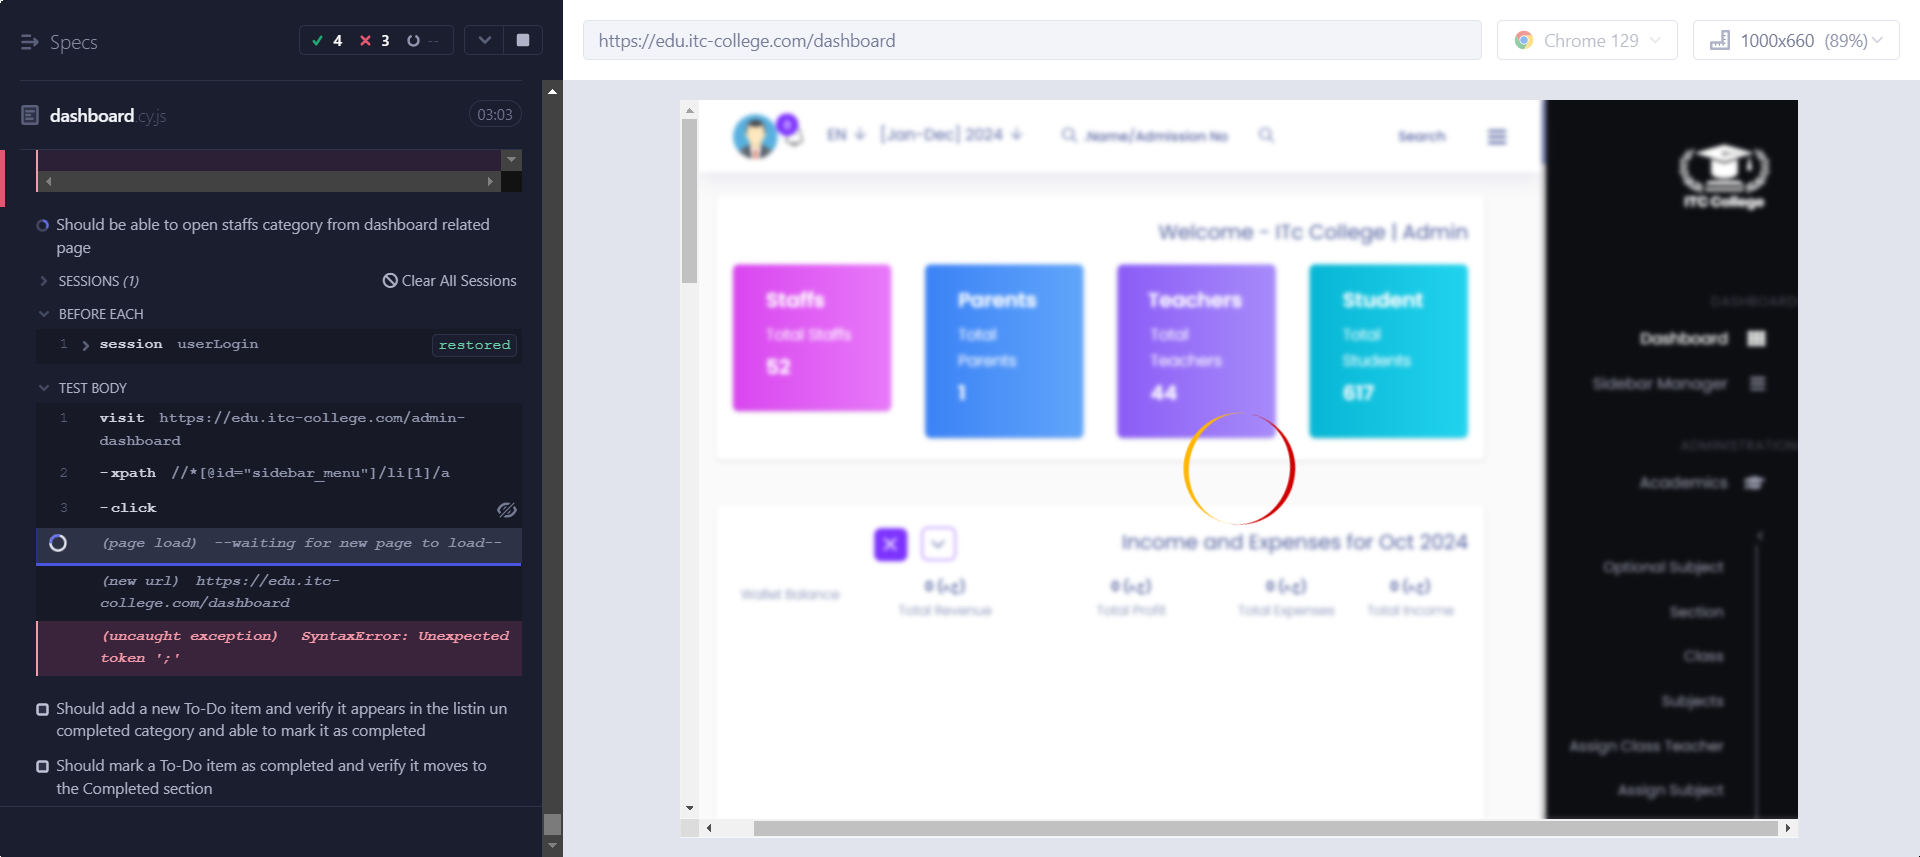 Specs
4
3
--
dashboard.cy.js
03:03
Should be able to open staffs category from dashboard related
page
SESSIONS (1)
Clear All Sessions
BEFORE EACH
1 session userLogin restored
TEST BODY
1 visit https://edu.itc-college.com/admin-
dashboard
2 -xpath //*[@id="sidebar_menu"]/li[1]/a
3 -click
(page load) --waiting for new page to load--
(new url) https://edu.itc-
college.com/dashboard
(uncaught exception) SyntaxError: Unexpected
token ';'
Should add a new To-Do item and verify it appears in the listin un
completed category and able to mark it as completed
Should mark a To-Do item as completed and verify it moves to
the Completed section
https://edu.itc-college.com/dashboard
Chrome 129
1000x660 (89%)
0
EN
[Jan-Dec] 2024
Name/Admission No
Search
ITC College
Welcome - ITc College | Admin
Staffs
Total Staffs
52
Parents
Total
Parents
1
Teachers
Total
Teachers
44
Student
Total
Students
617
DASHBOARD
Dashboard
Sidebar Manager
ADMINISTRATION
Academics
Optional Subject
Section
Class
Subjects
Assign Class Teacher
Assign Subject
Income and Expenses for Oct 2024
Wallet Balance
Total Revenue
Total Profit
Total Expenses
Total Income